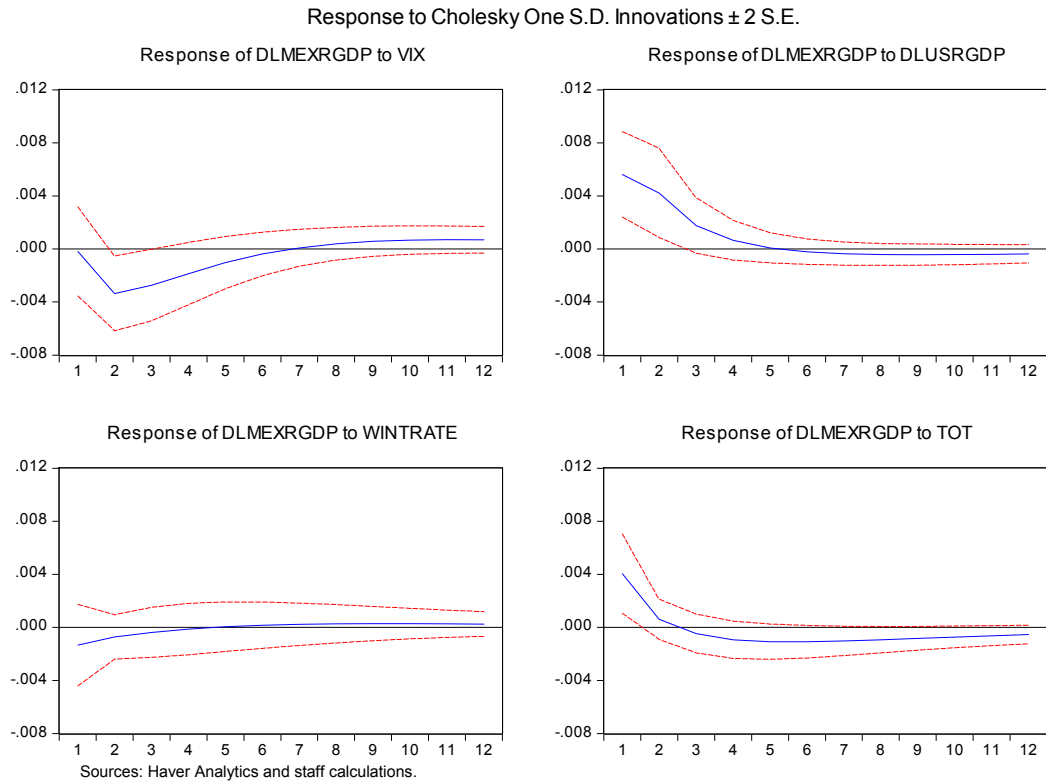 Response to Cholesky One S.D. Innovations ± 2 S.E.
Response of DLMEXRGDP to VIX
.012
.008
.004
.000
-.004
-.008
1 2 3 4 5 6 7 8 9 10 11 12
Response of DLMEXRGDP to DLUSRGDP
.012
.008
.004
.000
-.004
-.008
1 2 3 4 5 6 7 8 9 10 11 12
Response of DLMEXRGDP to WINTRATE
.012
.008
.004
.000
-.004
-.008
1 2 3 4 5 6 7 8 9 10 11 12
Response of DLMEXRGDP to TOT
.012
.008
.004
.000
-.004
-.008
1 2 3 4 5 6 7 8 9 10 11 12
Sources: Haver Analytics and staff calculations.